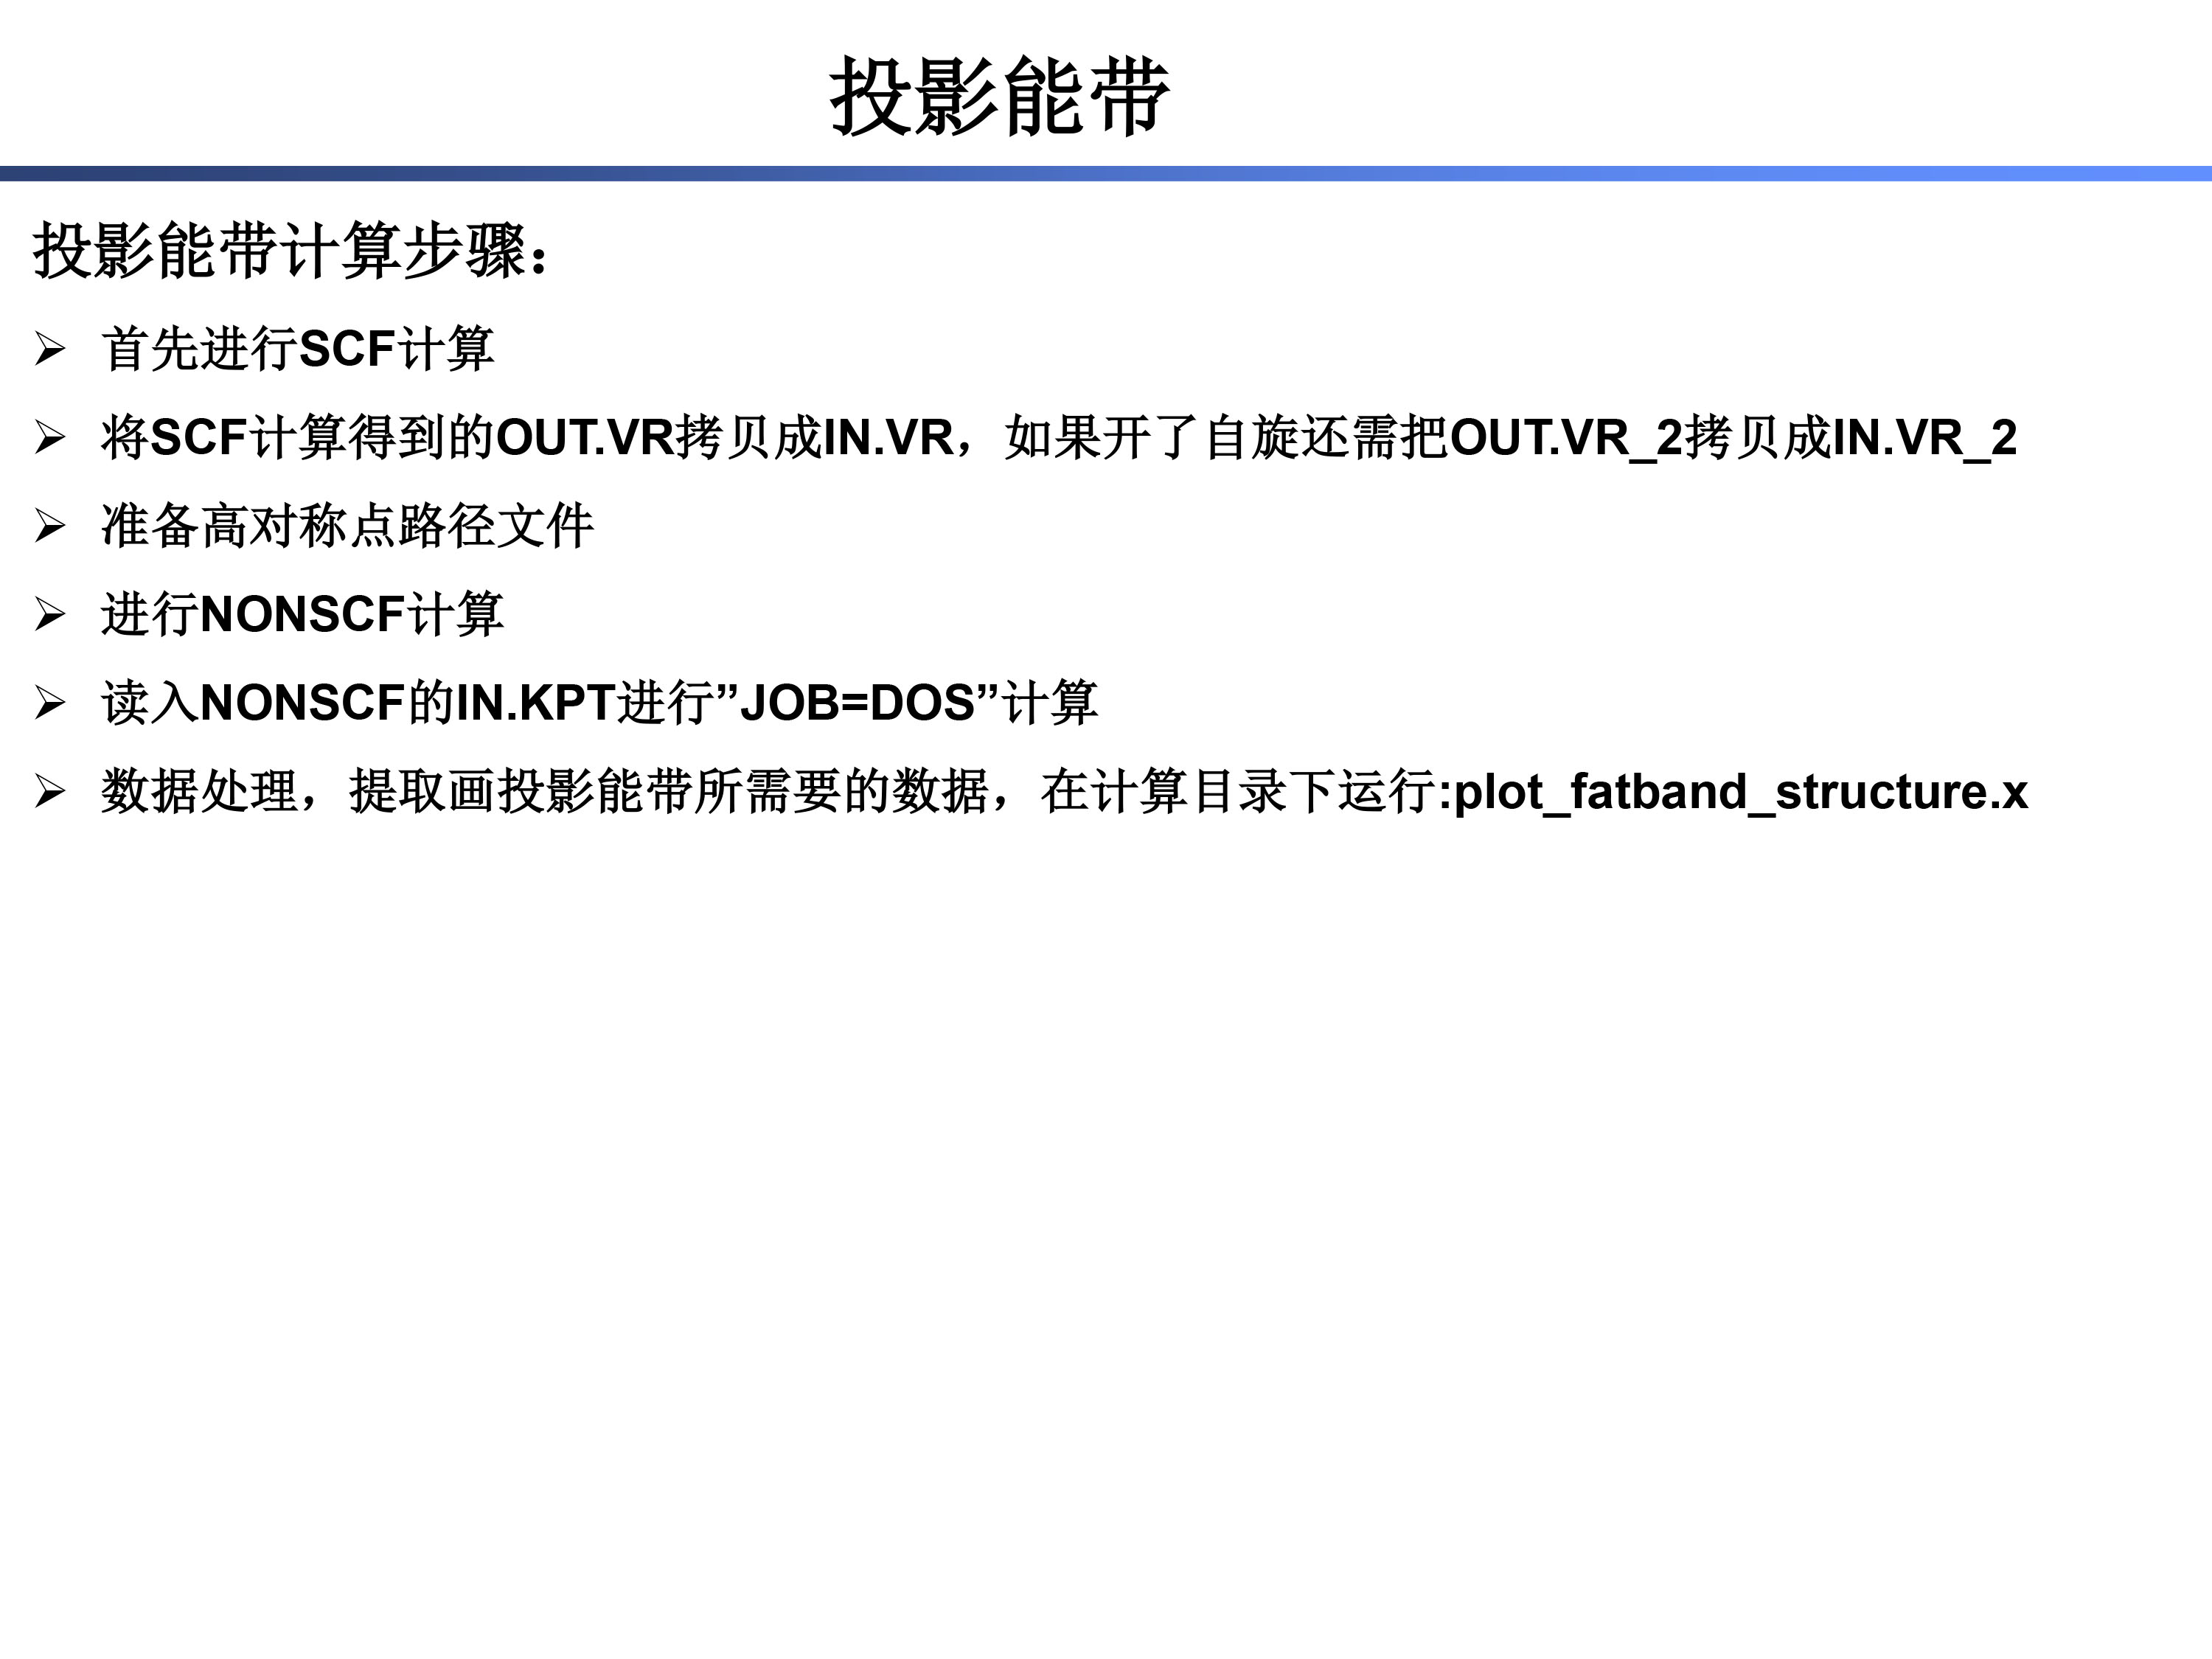 投影能带
投影能带计算步骤：
首先进行SCF计算
将SCF计算得到的OUT.VR拷贝成IN.VR，如果开了自旋还需把OUT.VR_2拷贝成IN.VR_2
准备高对称点路径文件
进行NONSCF计算
读入NONSCF的IN.KPT进行”JOB=DOS”计算
数据处理，提取画投影能带所需要的数据，在计算目录下运行:plot_fatband_structure.x